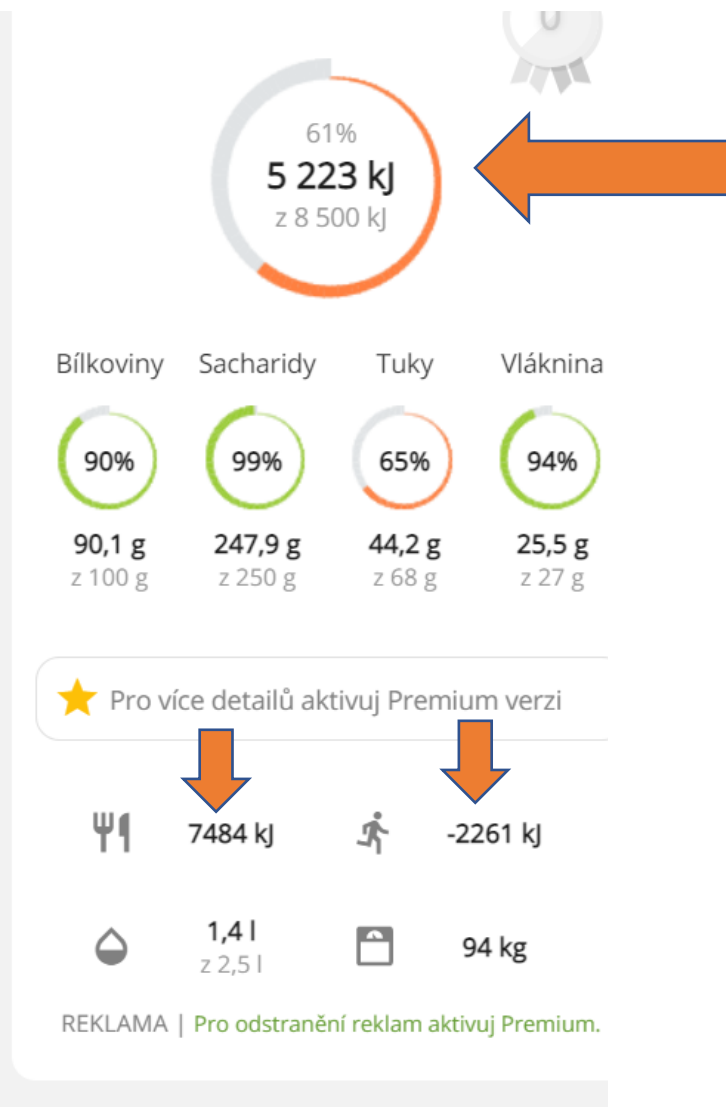 0
61%
5 223 kJ
z 8 500 kJ
Bílkoviny Sacharidy Tuky Vláknina
90% 99% 65% 94%
90,1 g 247,9 g 44,2 g 25,5 g
z 100 g z 250 g z 68 g z 27 g
Pro více detailů aktivuj Premium verzi
7484 kJ -2261 kJ
1,4 l
z 2,5 l
94 kg
REKLAMA | Pro odstranění reklam aktivuj Premium.